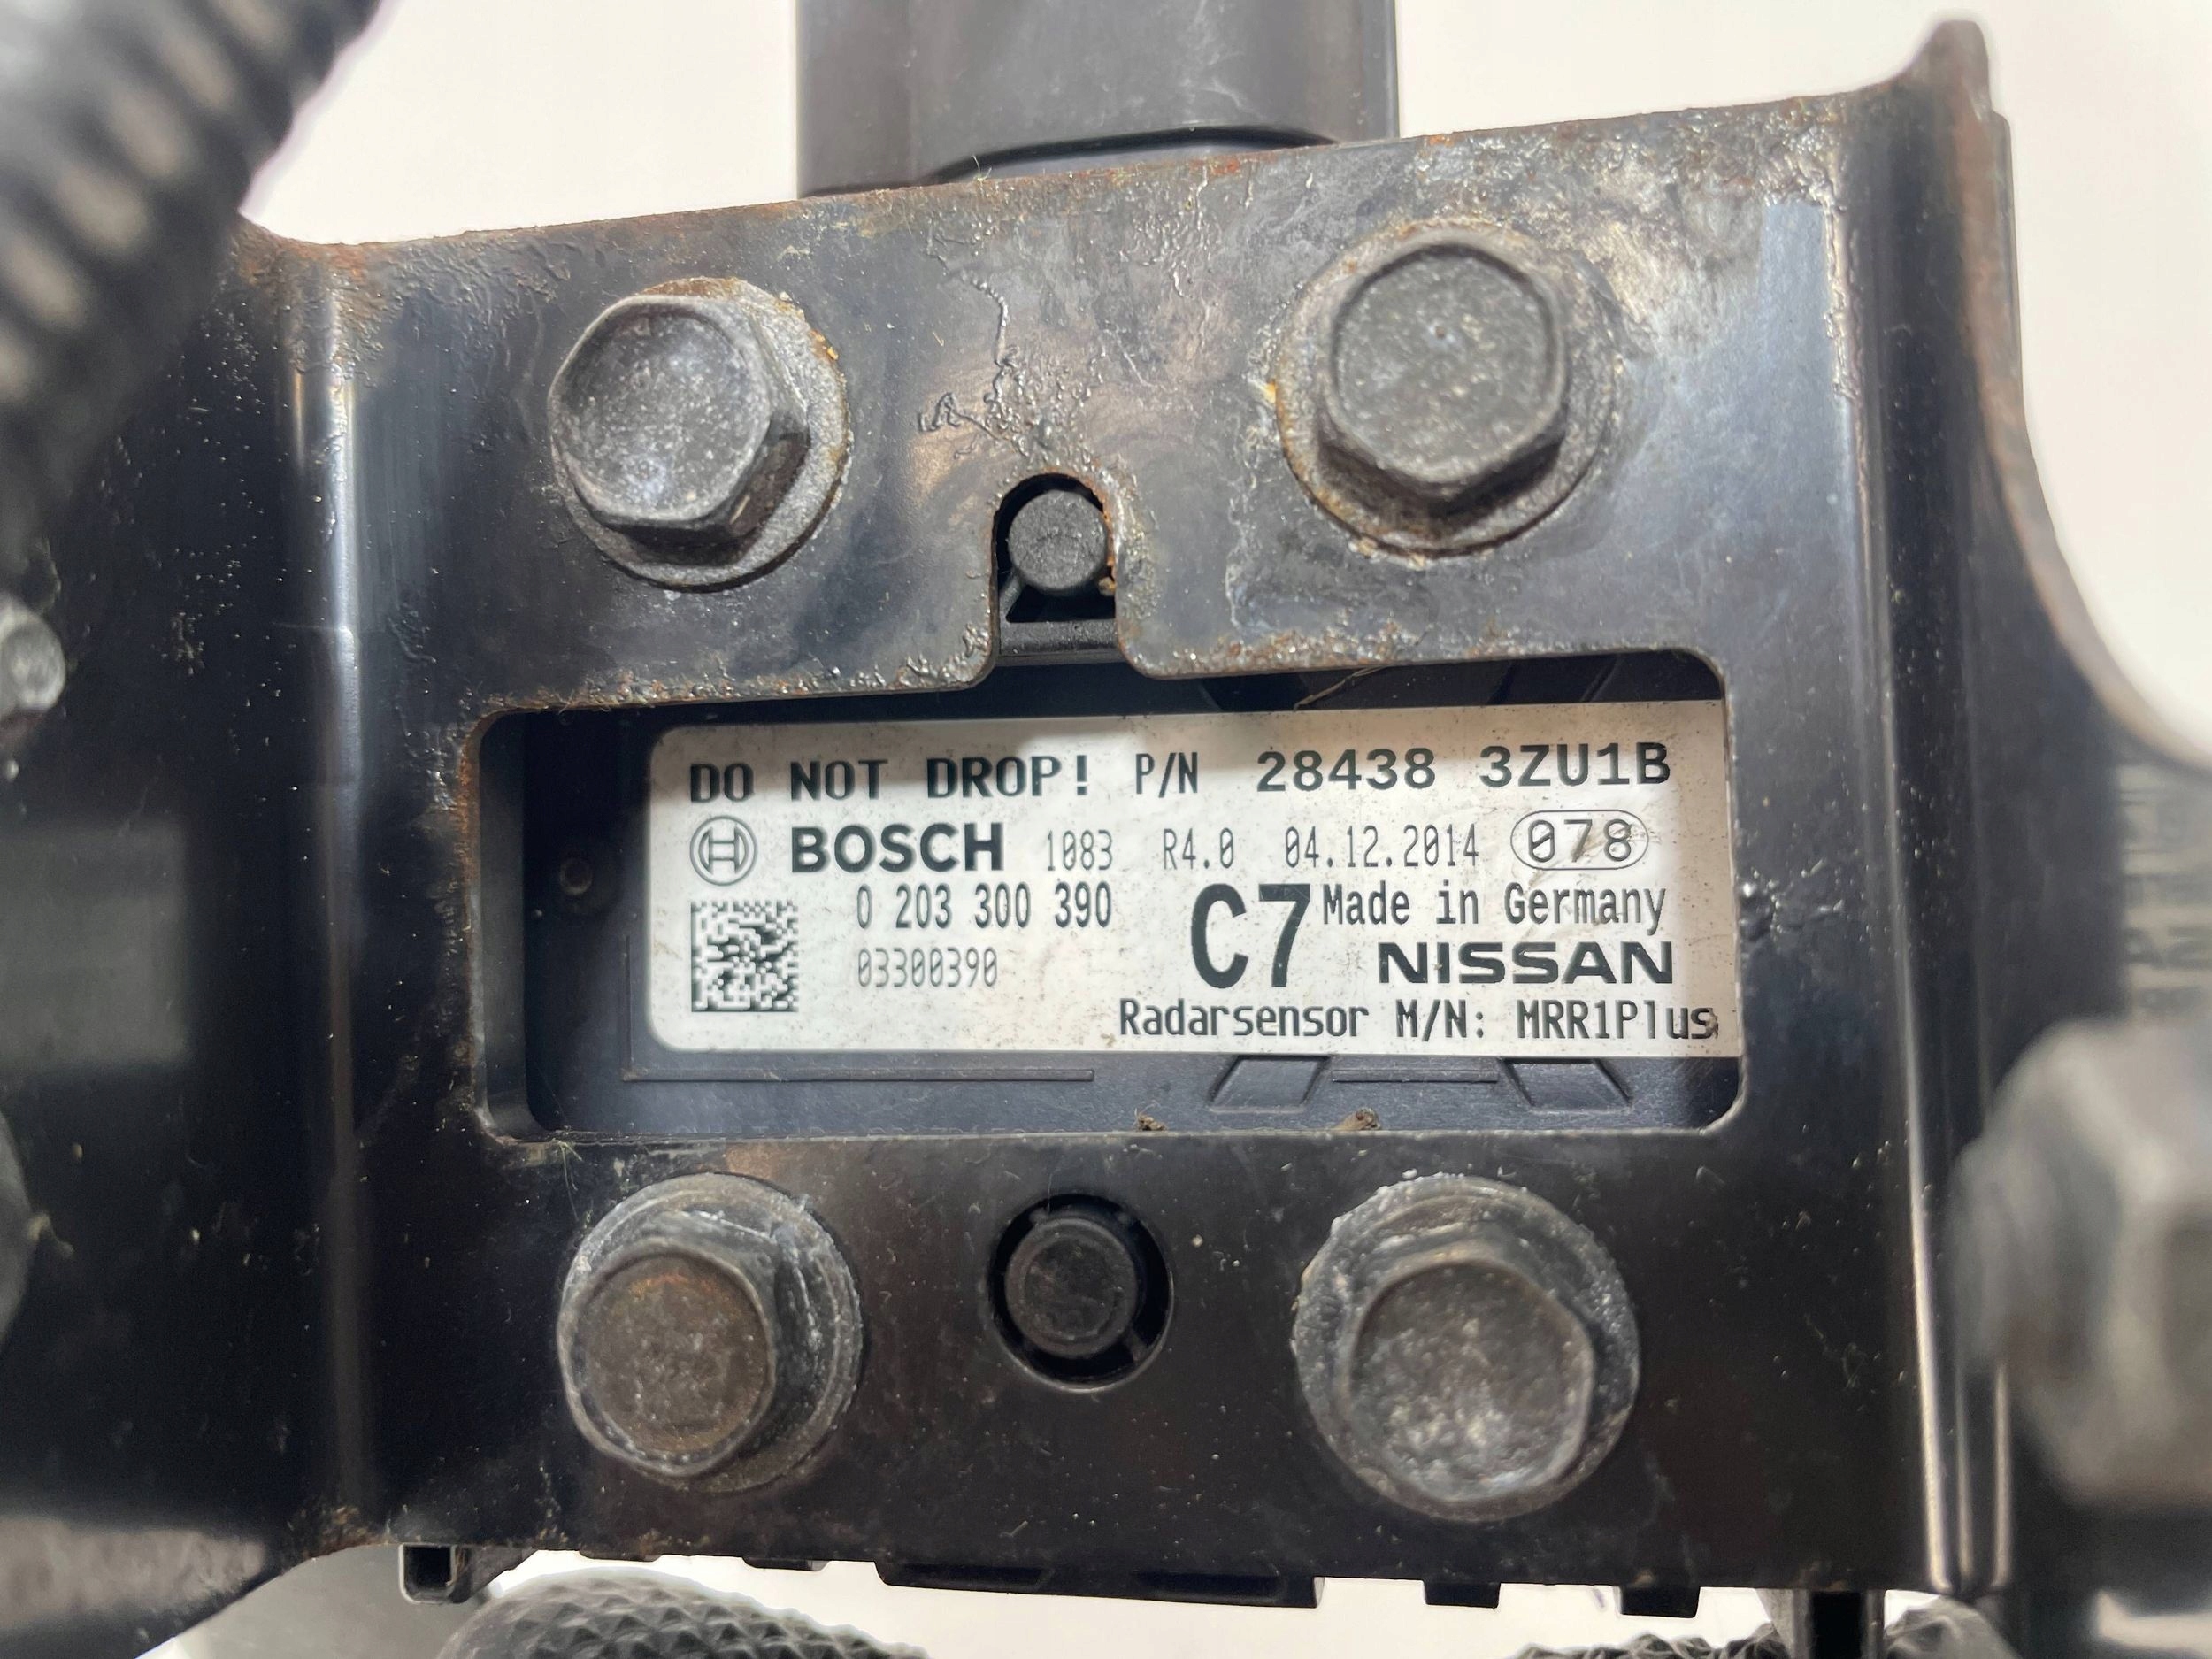 DO NOT DROP! P/N 28438 3ZU1B
BOSCH 1083 R4.0 04.12.2014 078
0 203 300 390 C7 Made in Germany
03300390 NISSAN
Radarsensor M/N: MRR1Plus